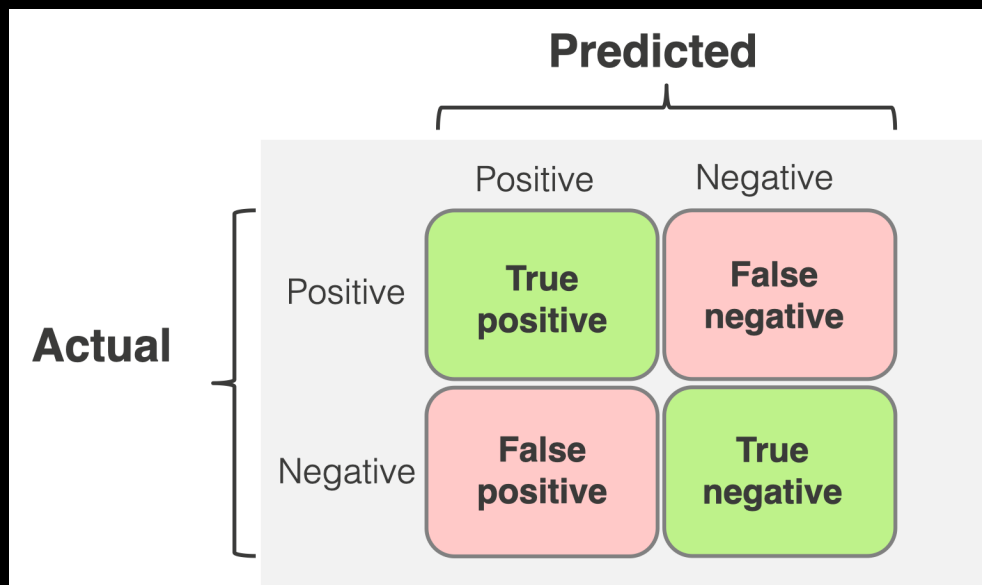 Predicted
Positive Negative
Positive
True
positive
False
negative
Actual
Negative
False
positive
True
negative